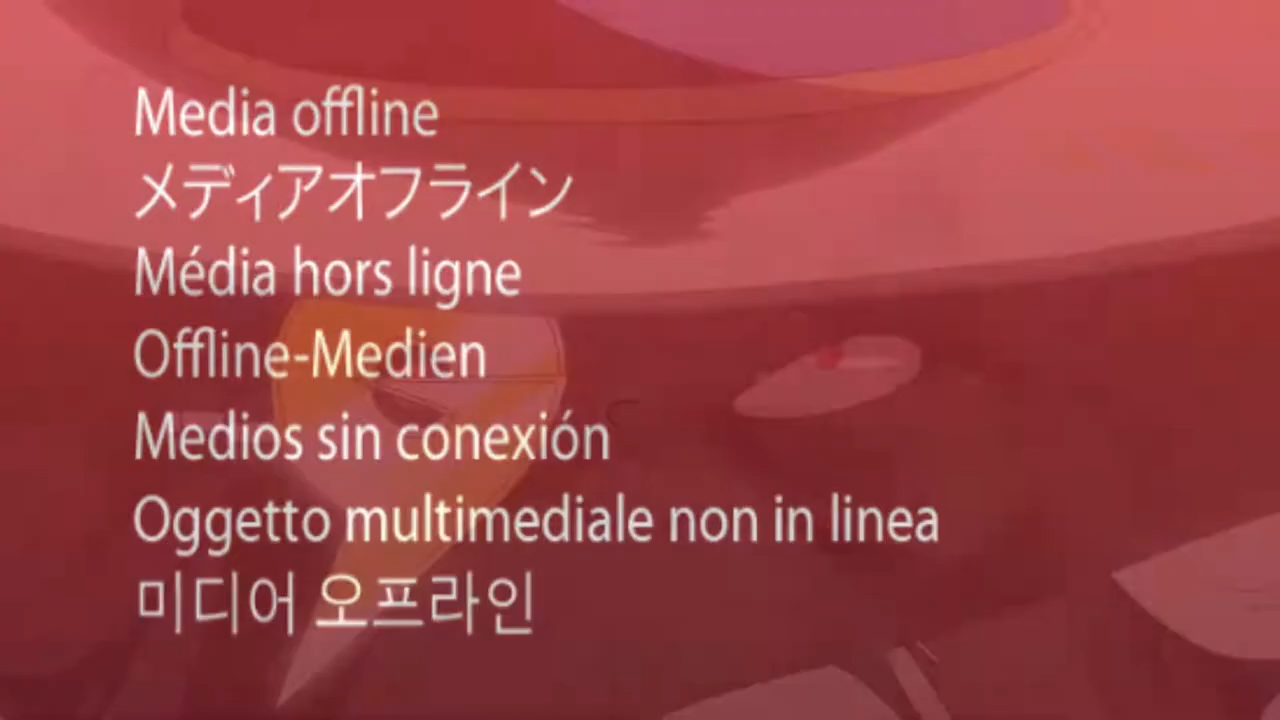 Media offline
メディアオフライン
Média hors ligne
Offline-Medien
Medios sin conexión
Oggetto multimediale non in linea
미디어 오프라인